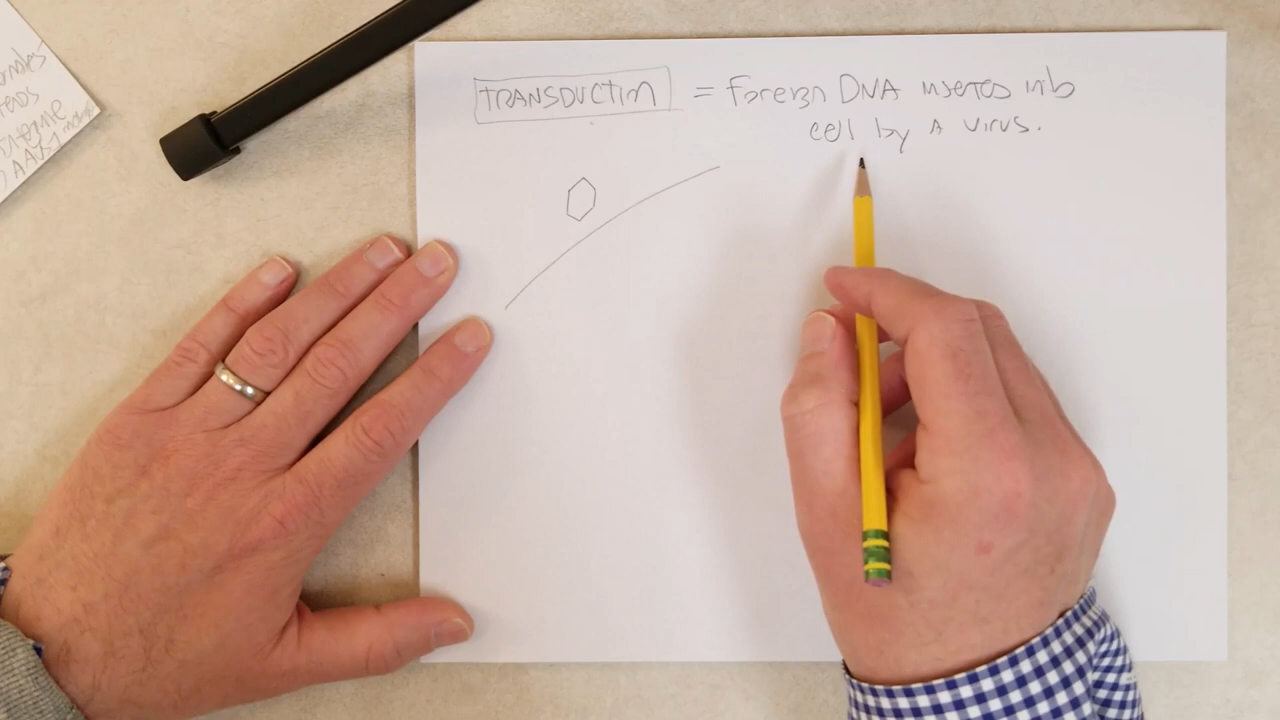 TRANSDUCTION = Foreign DNA inserted into
cell by A virus.